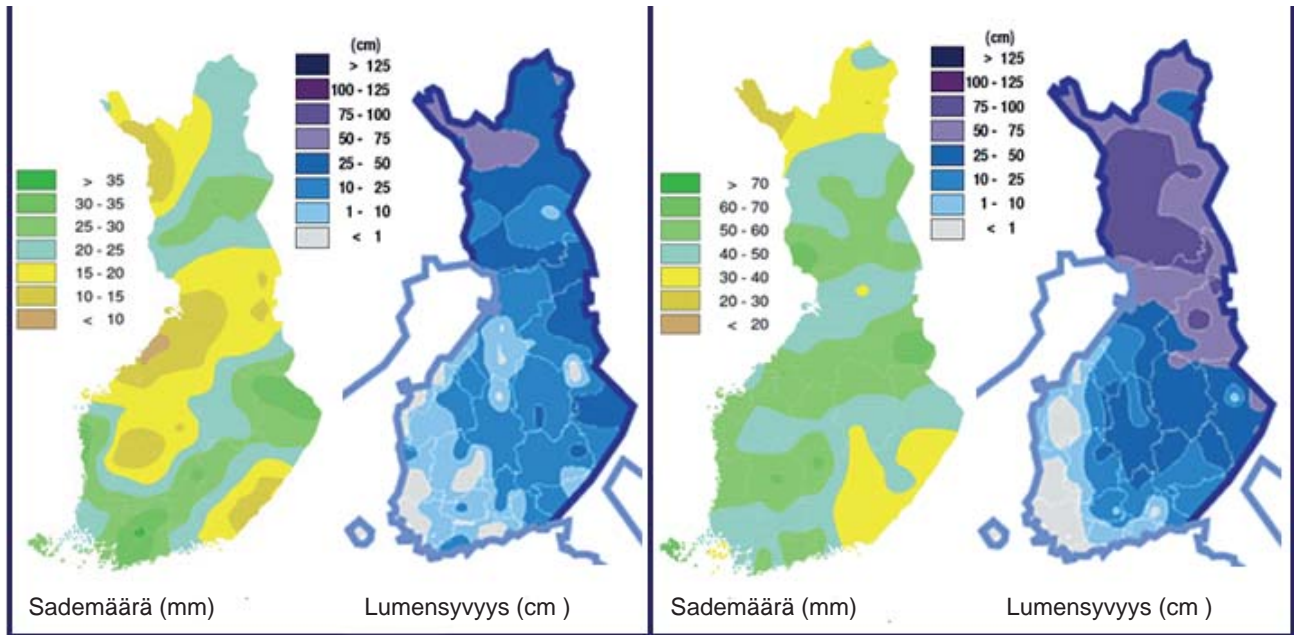 > 35
30 - 35
25 - 30
20 - 25
15 - 20
10 - 15
< 10
Sademäärä (mm)
(cm)
> 125
100 - 125
75 - 100
50 - 75
25 - 50
10 - 25
1 - 10
< 1
Lumensyvyys (cm )
> 70
60 - 70
50 - 60
40 - 50
30 - 40
20 - 30
< 20
Sademäärä (mm)
(cm)
> 125
100 - 125
75 - 100
50 - 75
25 - 50
10 - 25
1 - 10
< 1
Lumensyvyys (cm )